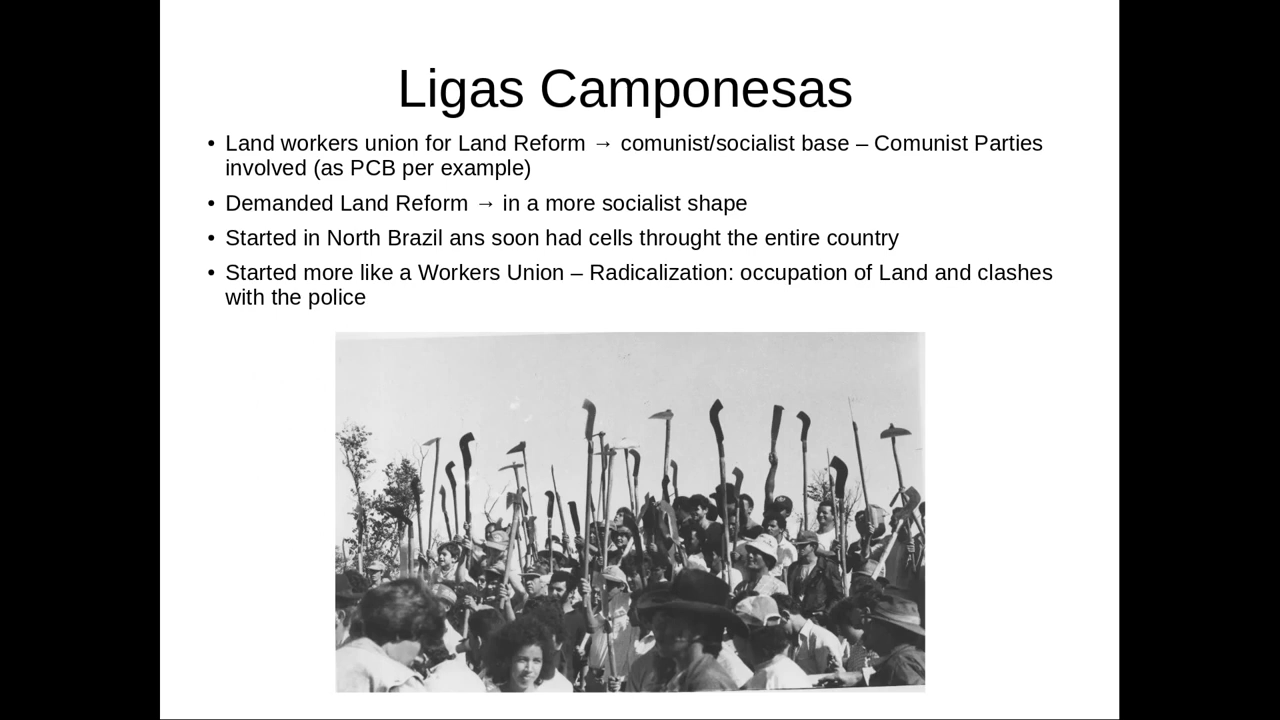 Ligas Camponesas
• Land workers union for Land Reform → comunist/socialist base – Comunist Parties
involved (as PCB per example)
• Demanded Land Reform → in a more socialist shape
• Started in North Brazil ans soon had cells throught the entire country
• Started more like a Workers Union – Radicalization: occupation of Land and clashes
with the police